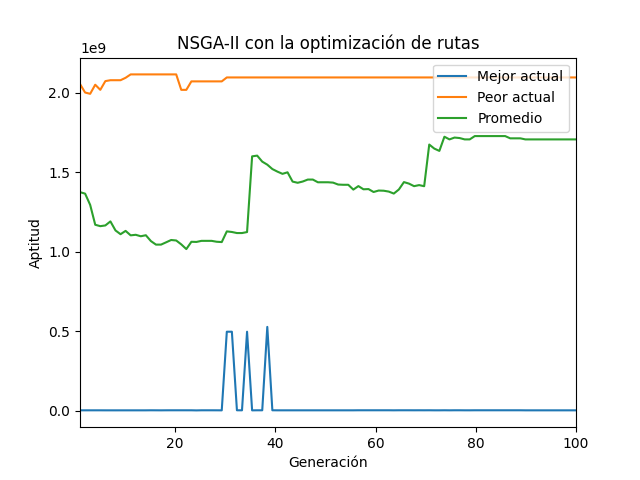 NSGA-II con la optimización de rutas
1e9
Mejor actual
Peor actual
Promedio
2.0
1.5
1.0
0.5
0.0
Aptitud
20 40 60 80 100
Generación